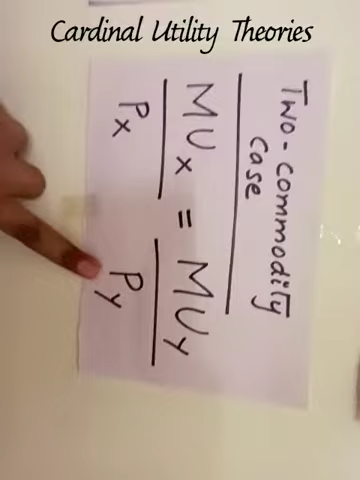 Cardinal Utility Theories
Two-commodity
Case
MUx = MUy
Px Py